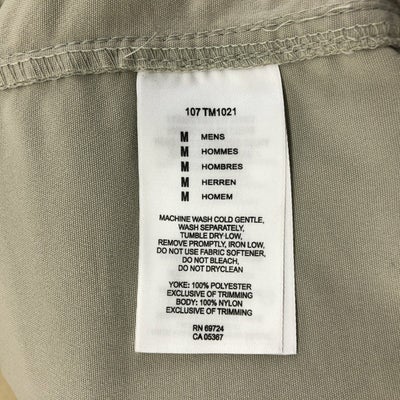 107 TM1021
M MENS
M HOMMES
M HOMBRES
M HERREN
M HOMEM
MACHINE WASH COLD GENTLE,
WASH SEPARATELY,
TUMBLE DRY LOW,
REMOVE PROMPTLY, IRON LOW,
DO NOT USE FABRIC SOFTENER,
DO NOT BLEACH,
DO NOT DRYCLEAN
YOKE: 100% POLYESTER
EXCLUSIVE OF TRIMMING
BODY: 100% NYLON
EXCLUSIVE OF TRIMMING
RN 69724
CA 05367